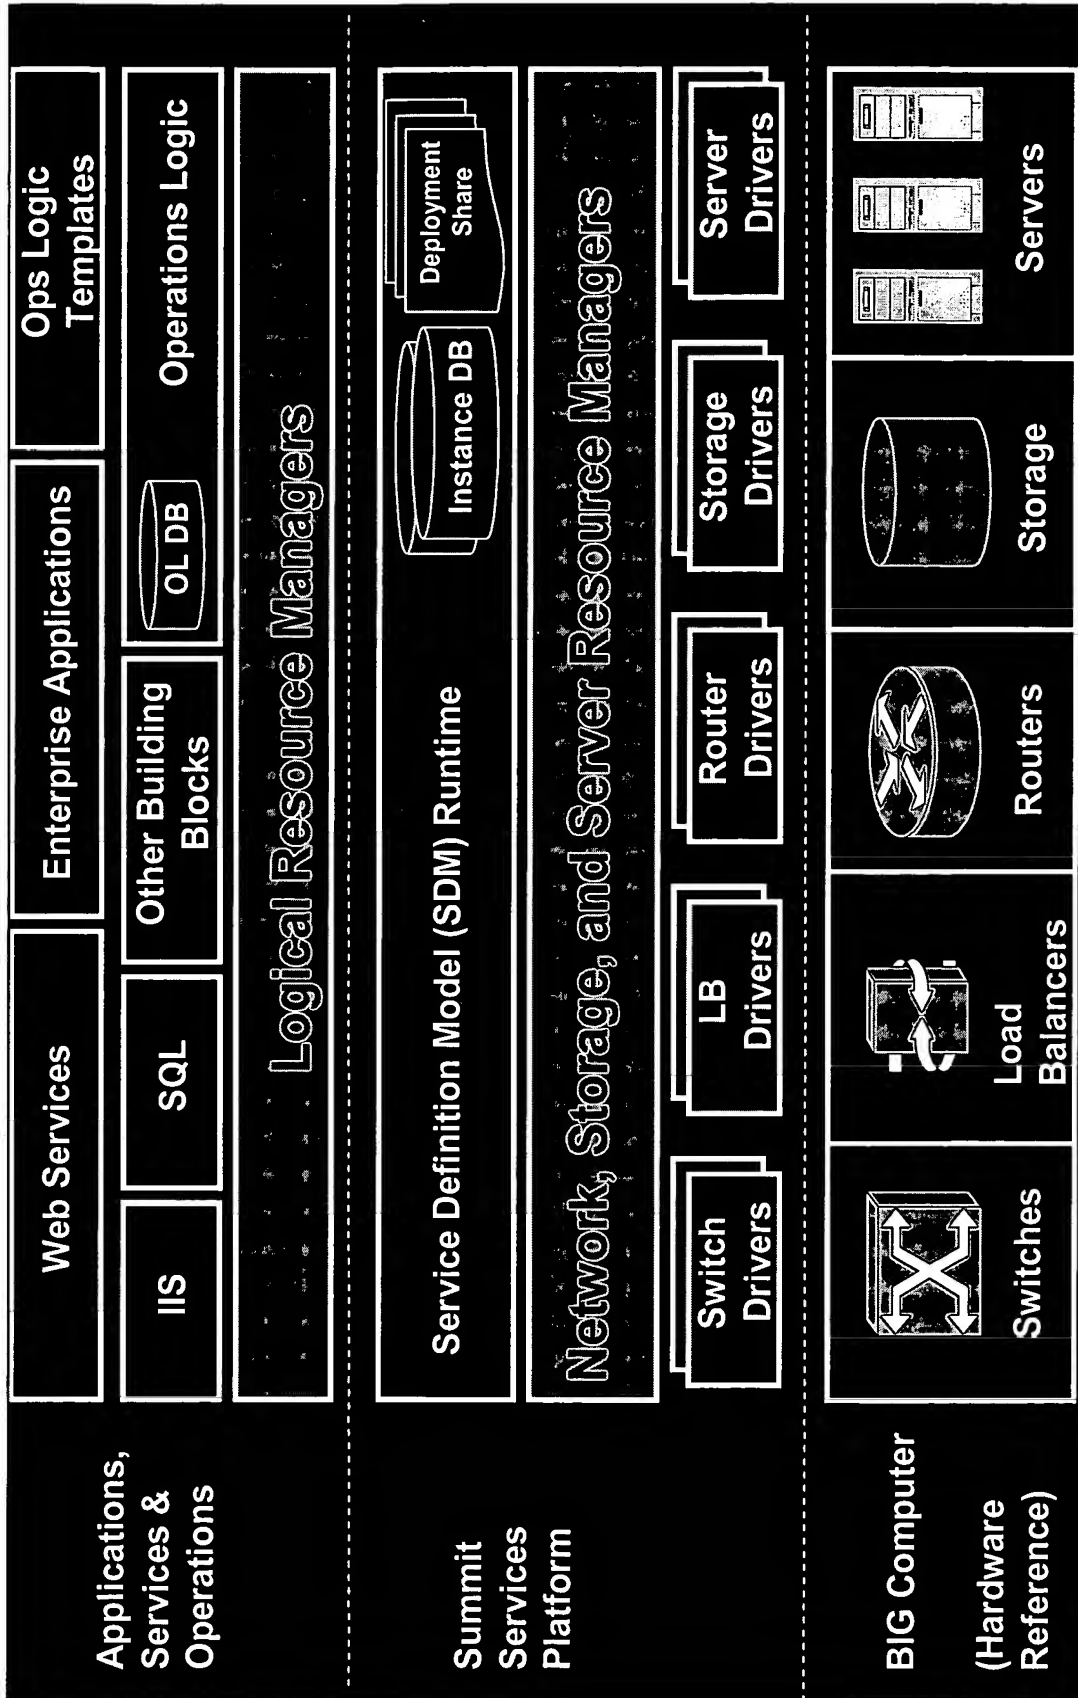 Applications,
Services &
Operations
Web Services
Enterprise Applications
Ops Logic
Templates
IIS
SQL
Other Building
Blocks
OL DB
Operations Logic
Logical Resource Managers
Summit
Services
Platform
Service Definition Model (SDM) Runtime
Instance DB
Deployment
Share
Network, Storage, and Server Resource Managers
Switch
Drivers
LB
Drivers
Router
Drivers
Storage
Drivers
Server
Drivers
BIG Computer
(Hardware
Reference)
Switches
Load
Balancers
Routers
Storage
Servers